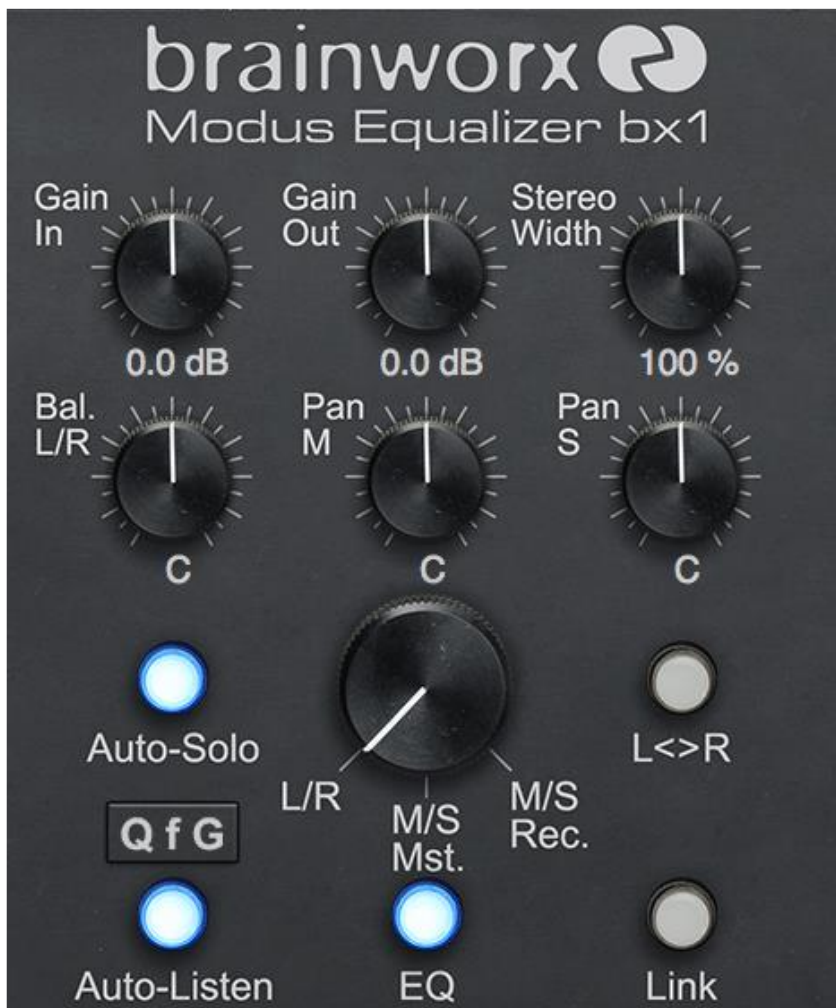 brainworx
Modus Equalizer bx1
Gain
In
Gain
Out
Stereo
Width
0.0 dB
0.0 dB
100 %
Bal.
L/R
Pan
M
Pan
S
C
C
C
Auto-Solo
L/R
M/S
Mst.
M/S
Rec.
L<>R
Q f G
Auto-Listen
EQ
Link